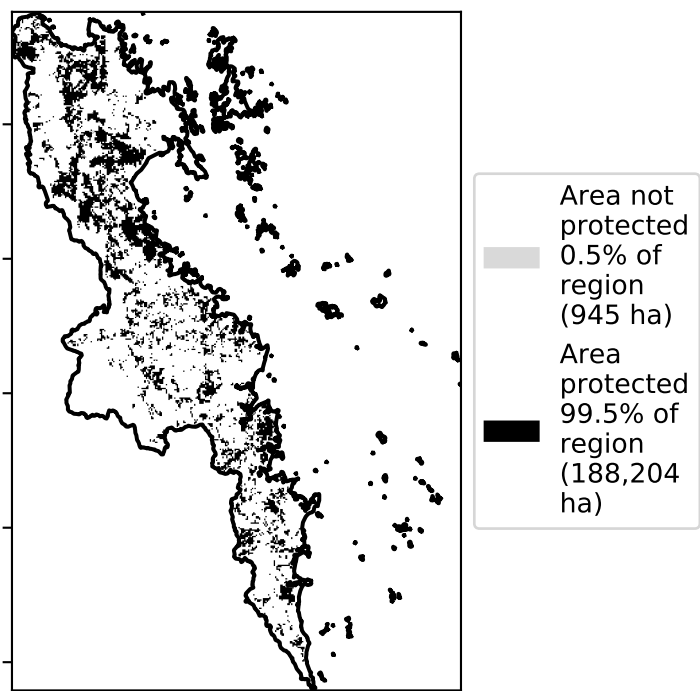 Area not
protected
0.5% of
region
(945 ha)
Area
protected
99.5% of
region
(188,204
ha)